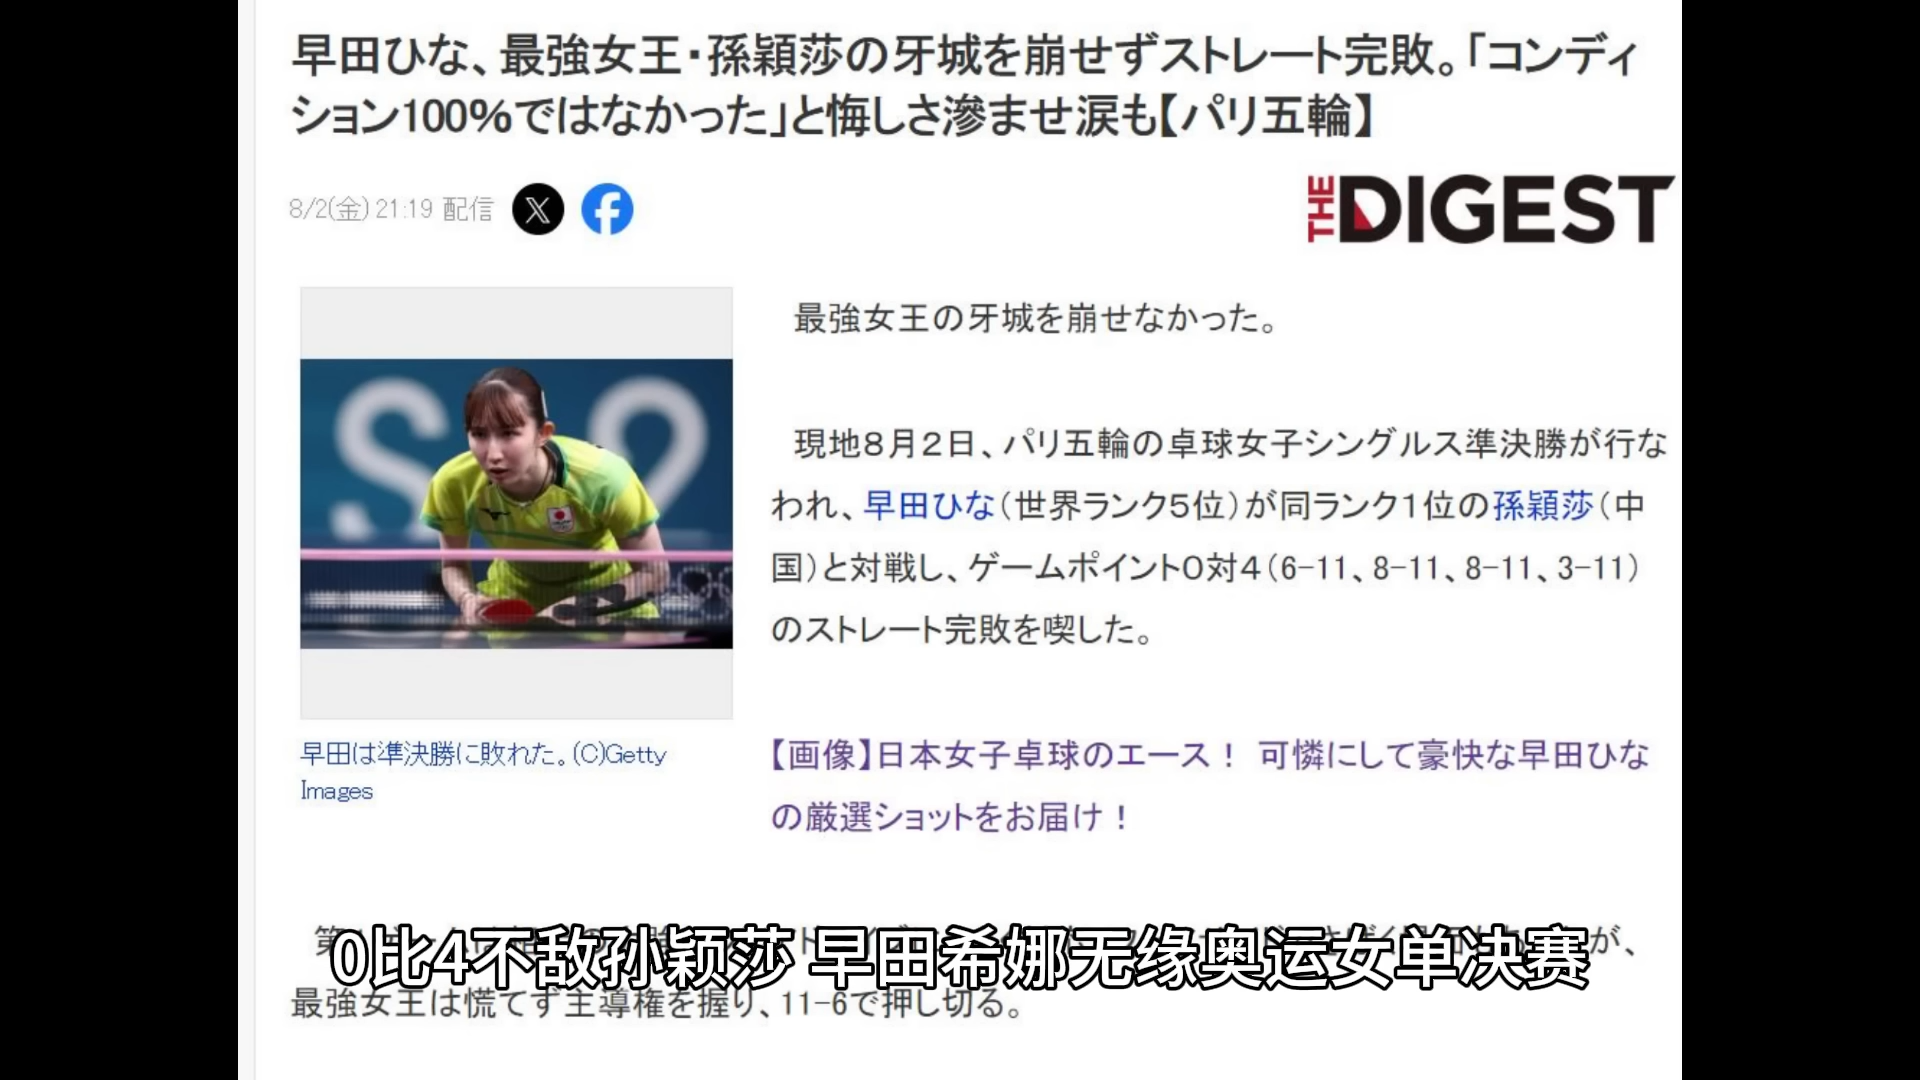 早田ひな、最強女王・孫穎莎の牙城を崩せずストレート完敗。「コンディ
ション100%ではなかった」と悔しさ滲ませ涙も【パリ五輪】
8/2(金) 21:19 配信
THE DIGEST
最強女王の牙城を崩せなかった。
現地８月２日、パリ五輪の卓球女子シングルス準決勝が行な
われ、早田ひな（世界ランク５位）が同ランク１位の孫穎莎（中
国）と対戦し、ゲームポイント０対４（6-11、8-11、8-11、3-11）
のストレート完敗を喫した。
早田は準決勝に敗れた。(C)Getty
Images
【画像】日本女子卓球のエース！ 可憐にして豪快な早田ひな
の厳選ショットをお届け！
0比4不敌孙颖莎 早田希娜无缘奥运女单决赛
最強女王は慌てず主導権を握り、11-6で押し切る。